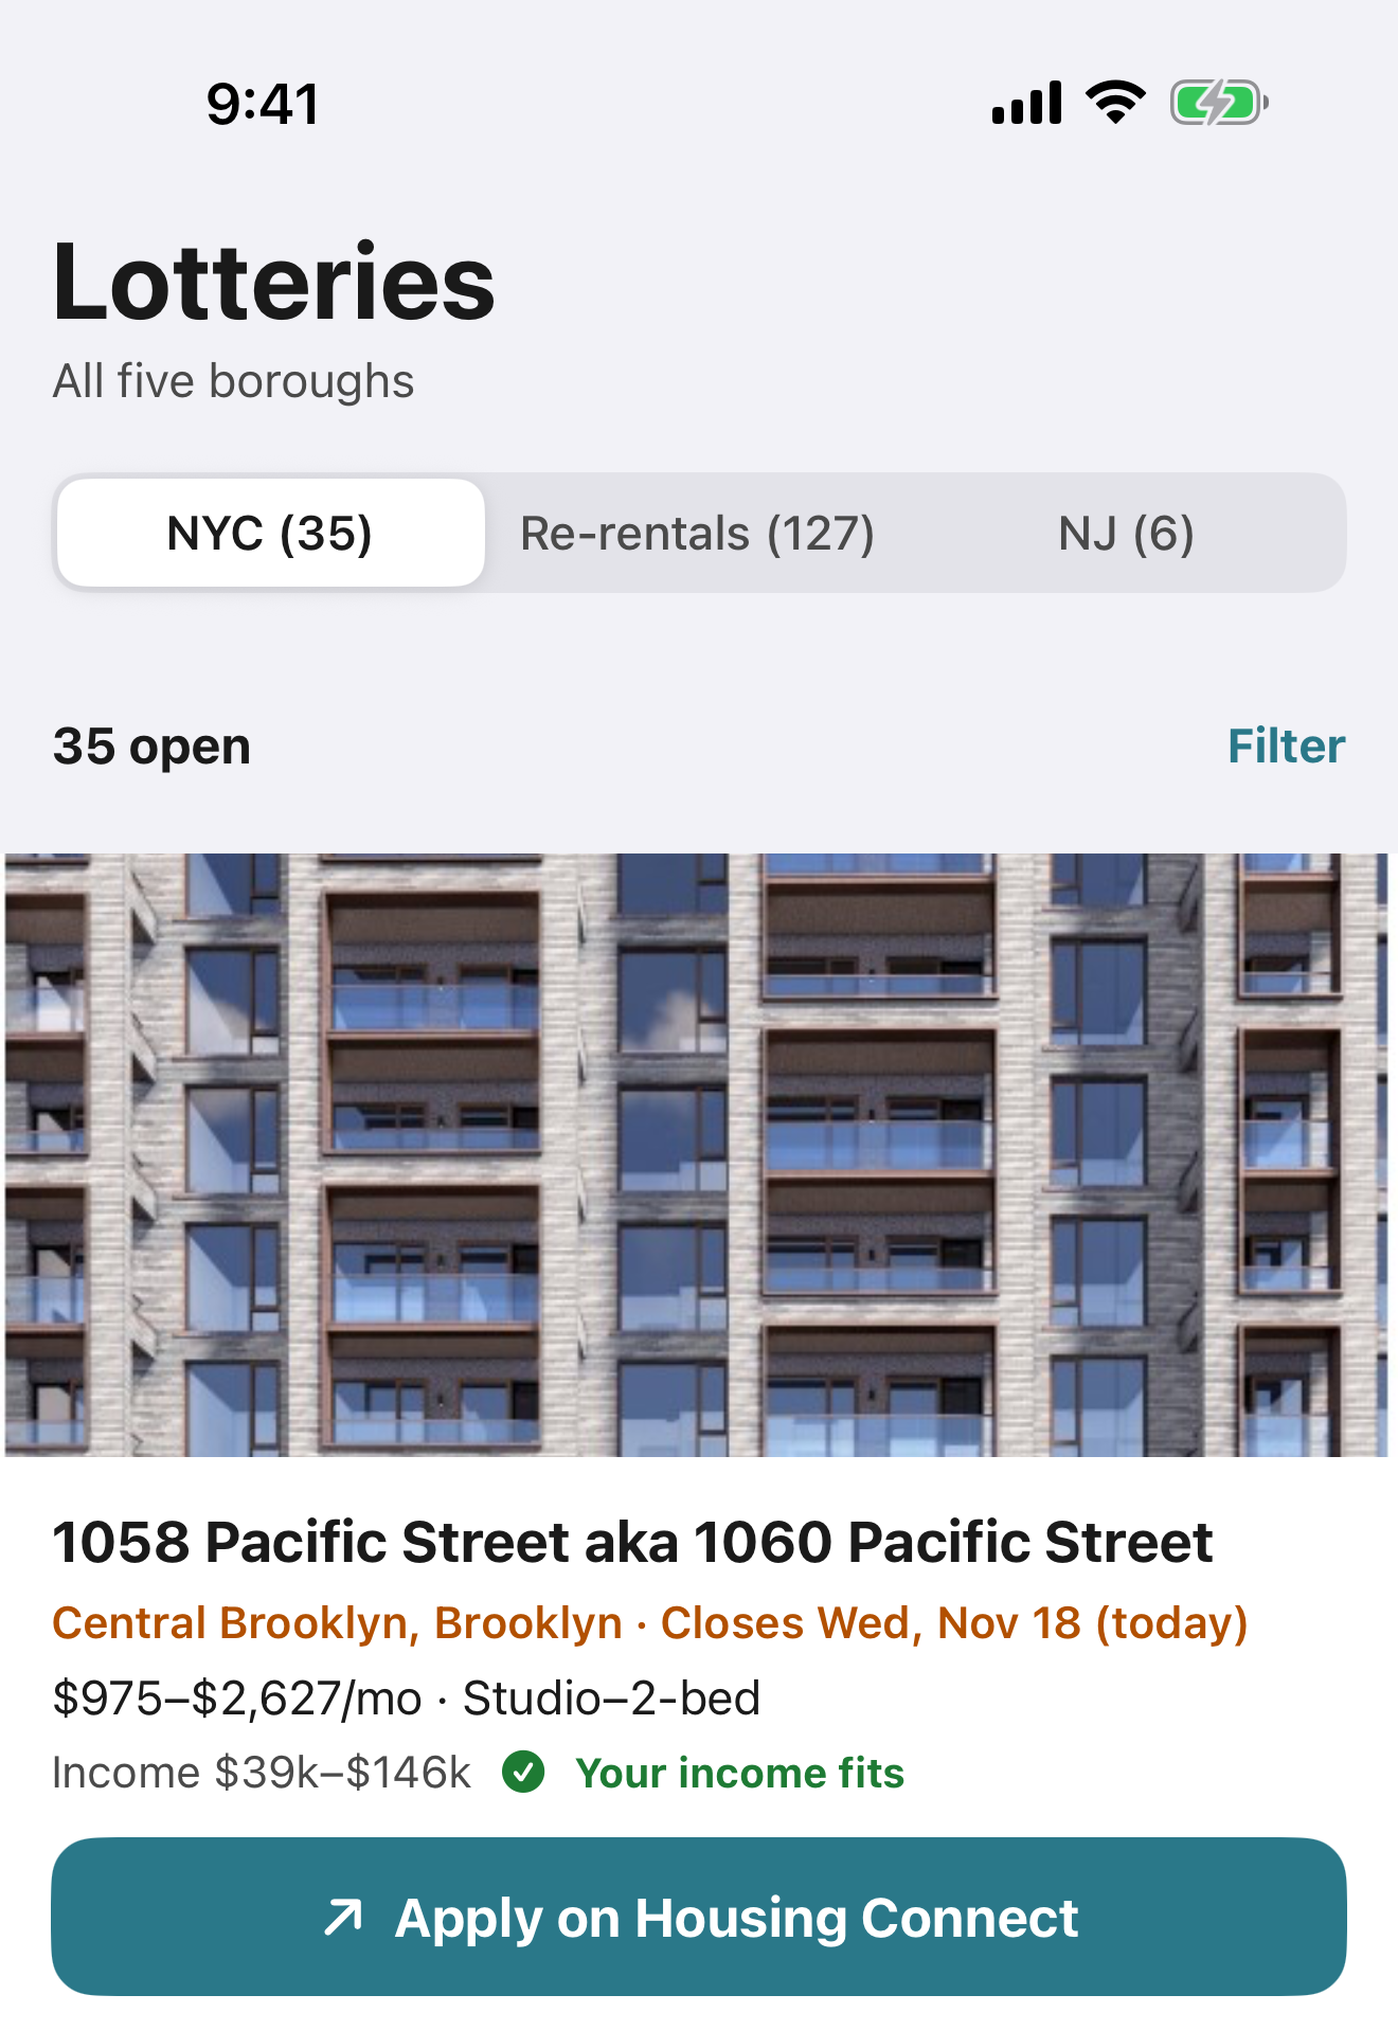 9:41
Lotteries
All five boroughs
NYC (35) Re-rentals (127) NJ (6)
35 open Filter
1058 Pacific Street aka 1060 Pacific Street
Central Brooklyn, Brooklyn · Closes Wed, Nov 18 (today)
$975–$2,627/mo · Studio–2-bed
Income $39k–$146k Your income fits
Apply on Housing Connect